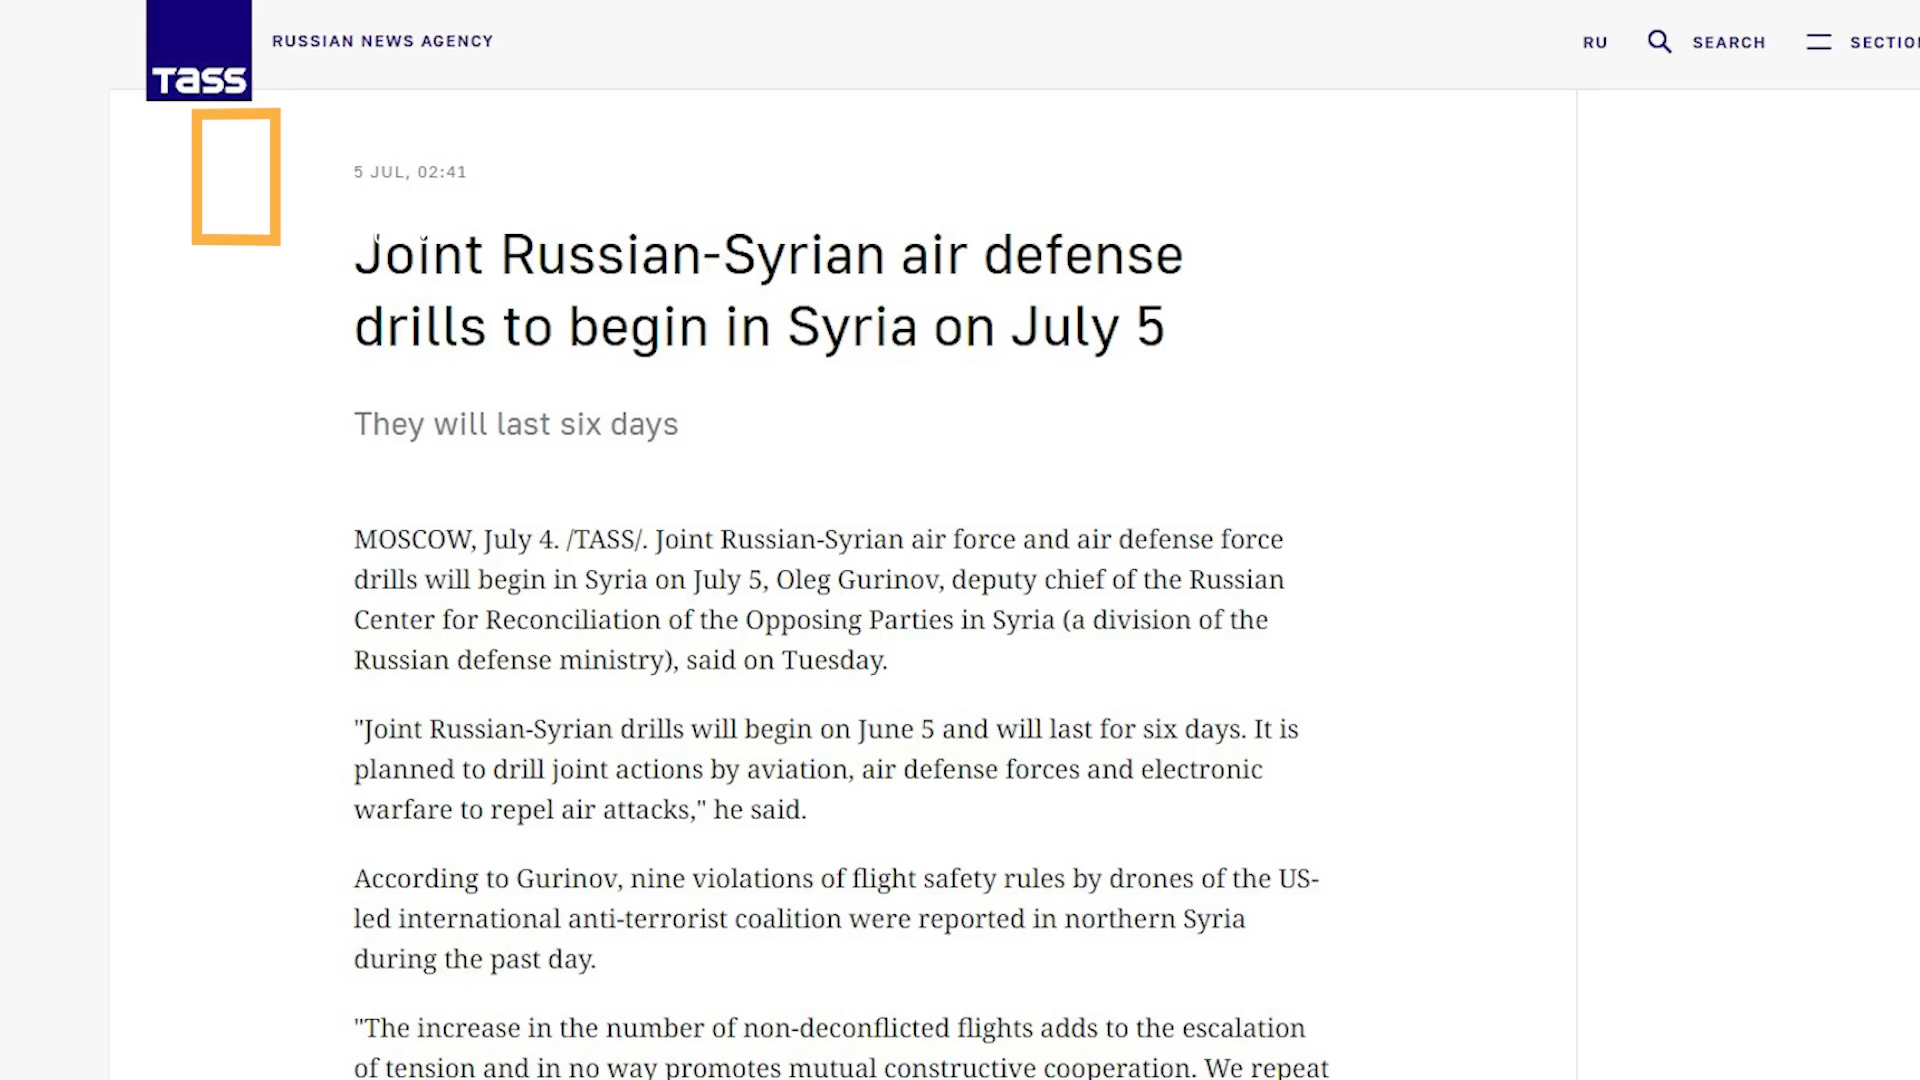 TASS
RUSSIAN NEWS AGENCY
RU
SEARCH
SECTIO
5 JUL, 02:41
Joint Russian-Syrian air defense
drills to begin in Syria on July 5
They will last six days
MOSCOW, July 4. /TASS/. Joint Russian-Syrian air force and air defense force
drills will begin in Syria on July 5, Oleg Gurinov, deputy chief of the Russian
Center for Reconciliation of the Opposing Parties in Syria (a division of the
Russian defense ministry), said on Tuesday.
"Joint Russian-Syrian drills will begin on June 5 and will last for six days. It is
planned to drill joint actions by aviation, air defense forces and electronic
warfare to repel air attacks," he said.
According to Gurinov, nine violations of flight safety rules by drones of the US-
led international anti-terrorist coalition were reported in northern Syria
during the past day.
"The increase in the number of non-deconflicted flights adds to the escalation
of tension and in no way promotes mutual constructive cooperation. We repeat